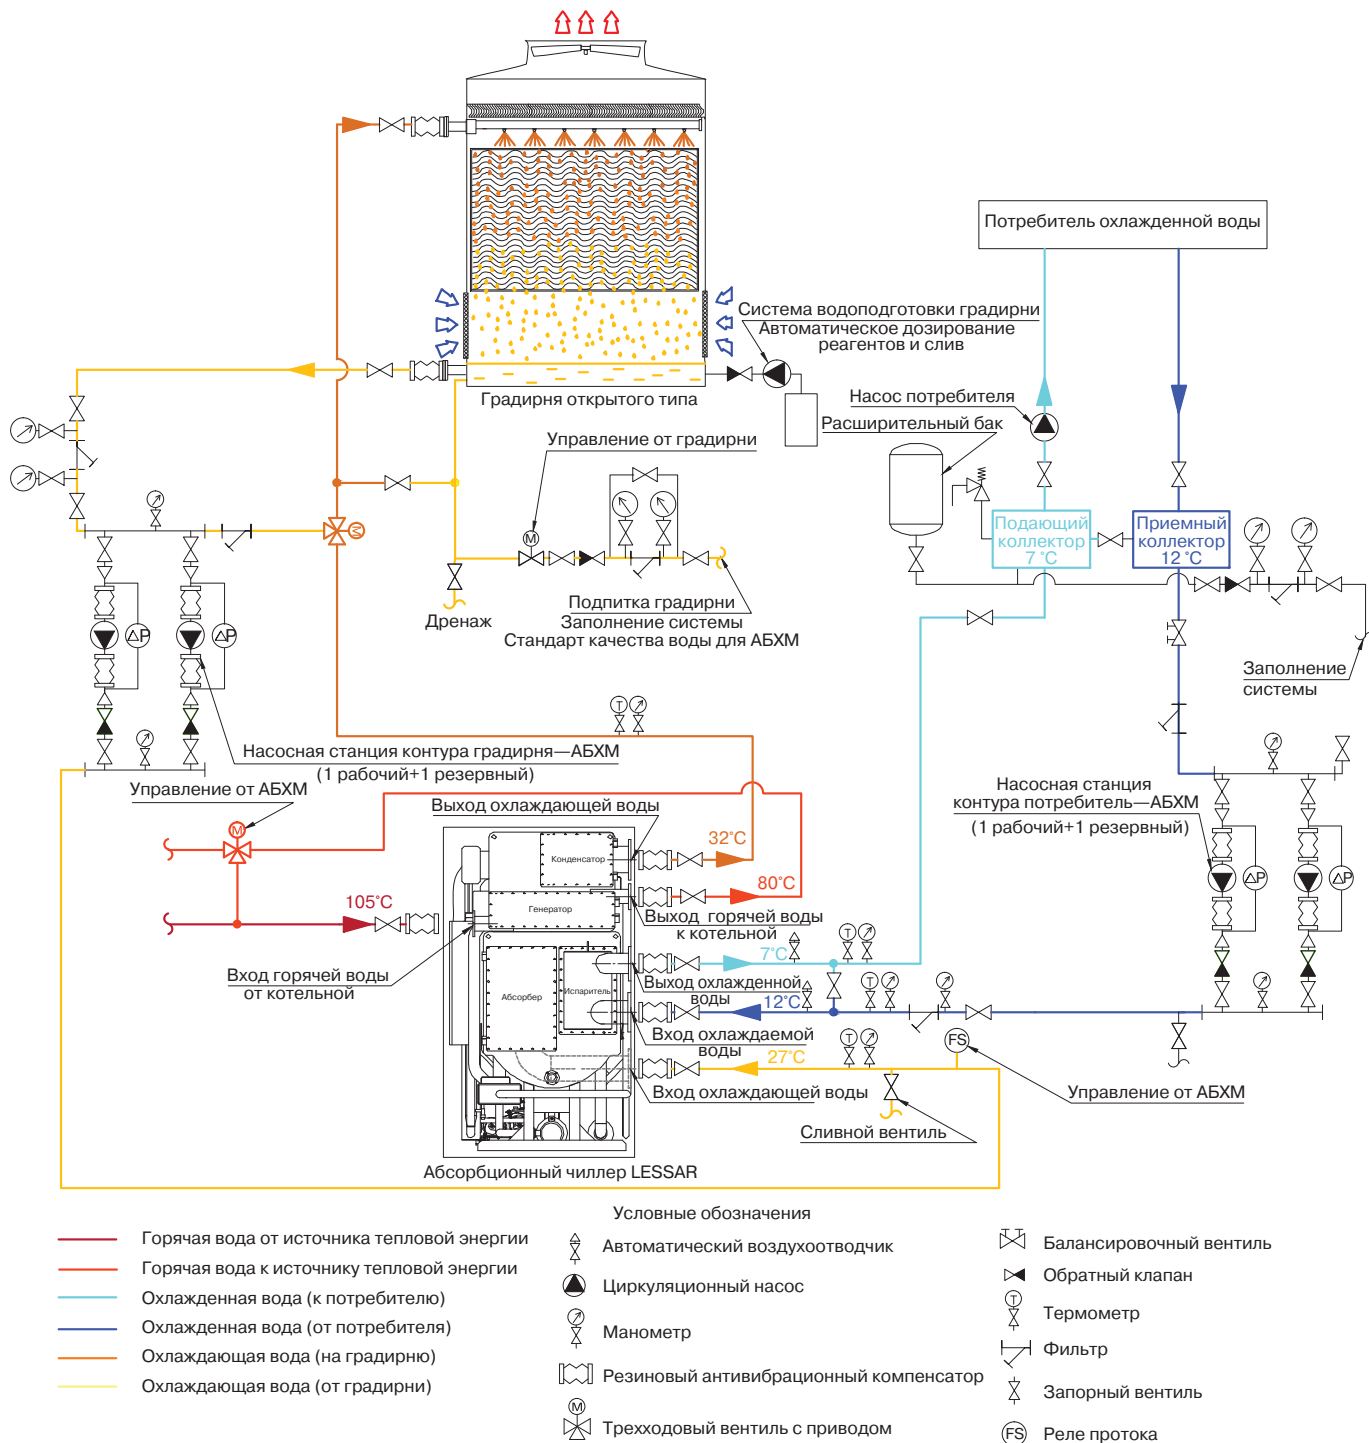 Потребитель охлажденной воды
Система водоподготовки градирни
Автоматическое дозирование
реагентов и слив
Градирня открытого типа
Насос потребителя
Расширительный бак
Управление от градирни
M
M
Подающий
коллектор
7 °C
Приемный
коллектор
12 °C
Подпитка градирни
Заполнение системы
Стандарт качества воды для АБХМ
Дренаж
ΔP
ΔP
Заполнение
системы
T
Насосная станция контура градирня—АБХМ
(1 рабочий+1 резервный)
Управление от АБХМ
Выход охлаждающей воды
Насосная станция
контура потребитель—АБХМ
(1 рабочий+1 резервный)
M
32°C
Конденсатор
80°C
ΔP
ΔP
105°C
Генератор
Выход горячей воды
к котельной
Вход горячей воды
от котельной
7°C
T
Выход охлажденной
воды
Абсорбер
Испаритель
12°C
T
Вход охлаждаемой
воды
27°C
T
FS
Вход охлаждающей воды
Управление от АБХМ
Сливной вентиль
Абсорбционный чиллер LESSAR
Условные обозначения
Горячая вода от источника тепловой энергии
Горячая вода к источнику тепловой энергии
Охлажденная вода (к потребителю)
Охлажденная вода (от потребителя)
Охлаждающая вода (на градирню)
Охлаждающая вода (от градирни)
Автоматический воздухоотводчик
Циркуляционный насос
Манометр
Резиновый антивибрационный компенсатор
M
Трехходовый вентиль с приводом
Балансировочный вентиль
Обратный клапан
T
Термометр
Фильтр
Запорный вентиль
FS
Реле протока